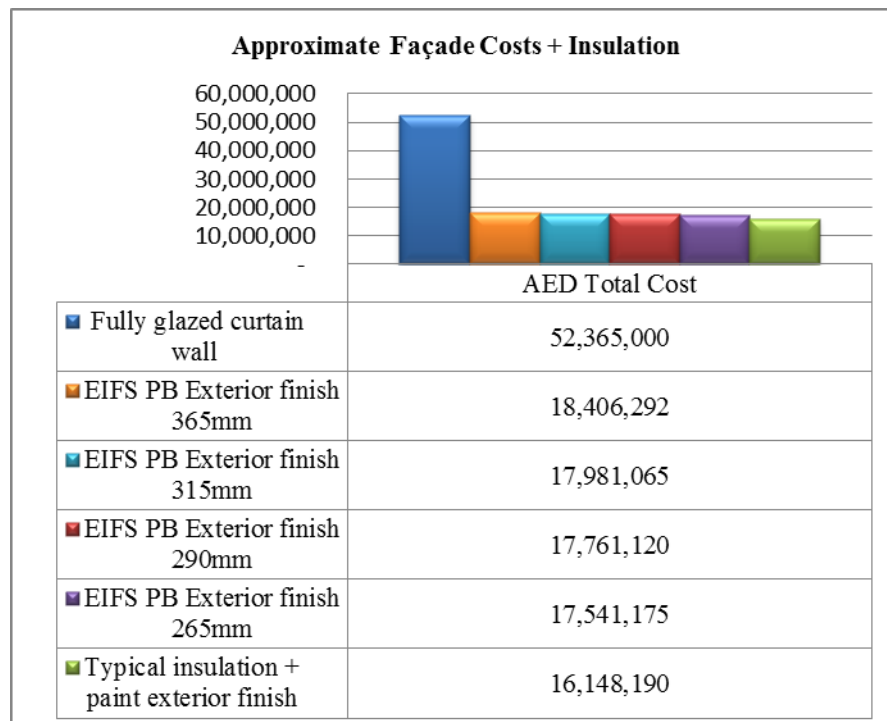 Approximate Façade Costs + Insulation
60,000,000
50,000,000
40,000,000
30,000,000
20,000,000
10,000,000
-
AED Total Cost
Fully glazed curtain
wall
52,365,000
EIFS PB Exterior finish
365mm
18,406,292
EIFS PB Exterior finish
315mm
17,981,065
EIFS PB Exterior finish
290mm
17,761,120
EIFS PB Exterior finish
265mm
17,541,175
Typical insulation +
paint exterior finish
16,148,190